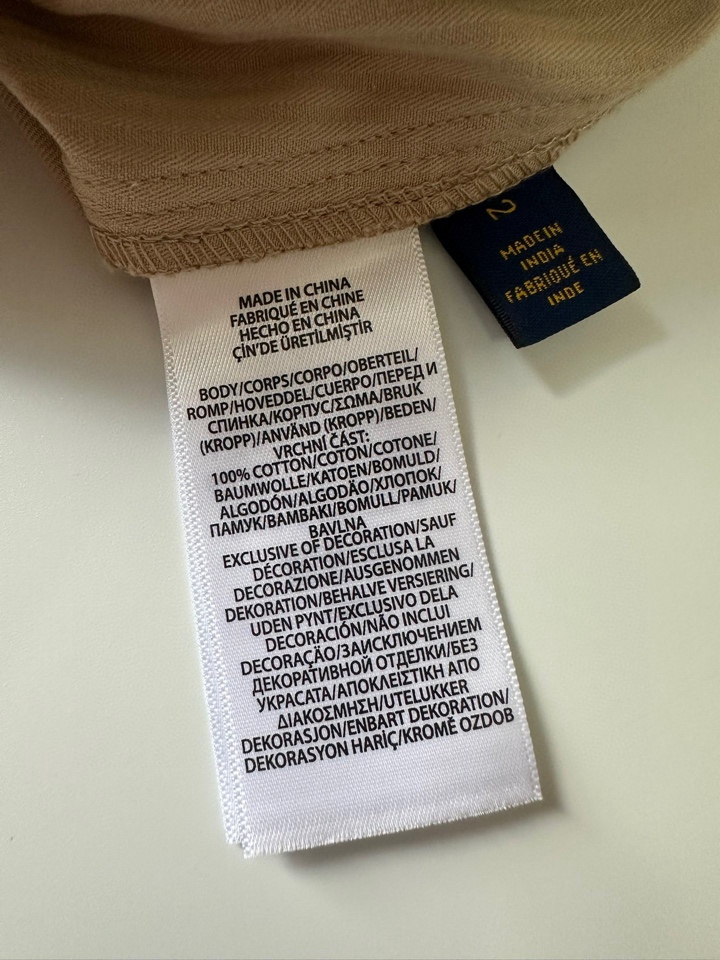 MADE IN CHINA
FABRIQUÉ EN CHINE
HECHO EN CHINA
ÇİN'DE ÜRETİLMİŞTİR
BODY/CORPS/CORPO/OBERTEIL/
ROMP/HOVEDDEL/CUERPO/ПЕРЕД И
СПИНКА/КОРПУС/ΣΩΜΑ/BRUK
(KROPP)/ANVÄND (KROPP)/BEDEN/
VRCHNÍ ČÁST:
100% COTTON/COTON/COTONE/
BAUMWOLLE/KATOEN/BOMULD/
ALGODÓN/ALGODÃO/ХЛОПОК/
ПАМУК/ΒΑΜΒΑΚΙ/BOMULL/PAMUK/
BAVLNA
EXCLUSIVE OF DECORATION/SAUF
DÉCORATION/ESCLUSA LA
DECORAZIONE/AUSGENOMMEN
DEKORATION/BEHALVE VERSIERING/
UDEN PYNT/EXCLUSIVO DELA
DECORACIÓN/NÃO INCLUI
DECORAÇÃO/ЗАИСКЛЮЧЕНИЕМ
ДЕКОРАТИВНОЙ ОТДЕЛКИ/БЕЗ
УКРАСАТА/ΑΠΟΚΛΕΙΣΤΙΚΗ ΑΠΟ
ΔΙΑΚΟΣΜΗΣΗ/UTELUKKER
DEKORASJON/ENBART DEKORATION/
DEKORASYON HARİÇ/KROMĚ OZDOB
2
MADE IN
INDIA
FABRIQUÉ EN
INDE